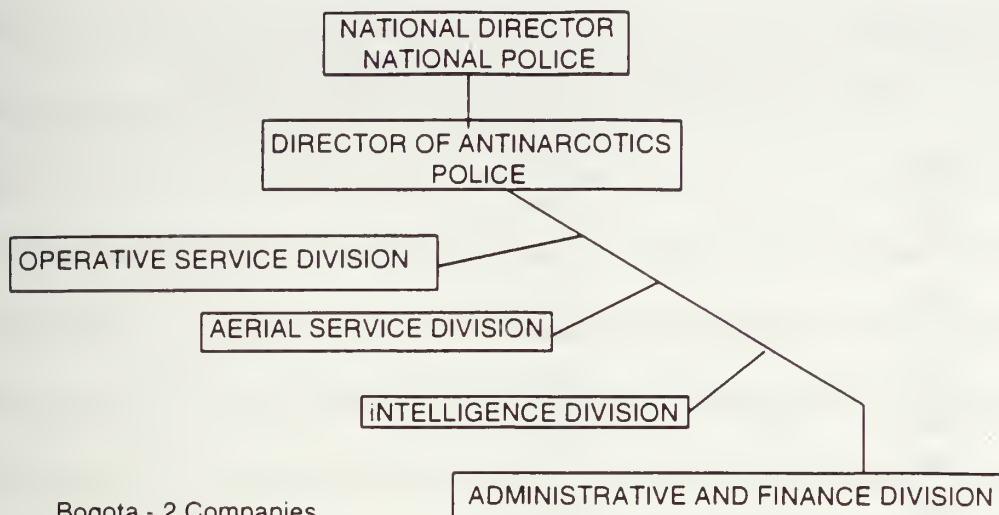 NATIONAL DIRECTOR
NATIONAL POLICE
DIRECTOR OF ANTINARCOTICS
POLICE
OPERATIVE SERVICE DIVISION
AERIAL SERVICE DIVISION
iNTELLIGENCE DIVISION
ADMINISTRATIVE AND FINANCE DIVISION
Bogota - 2 Companies